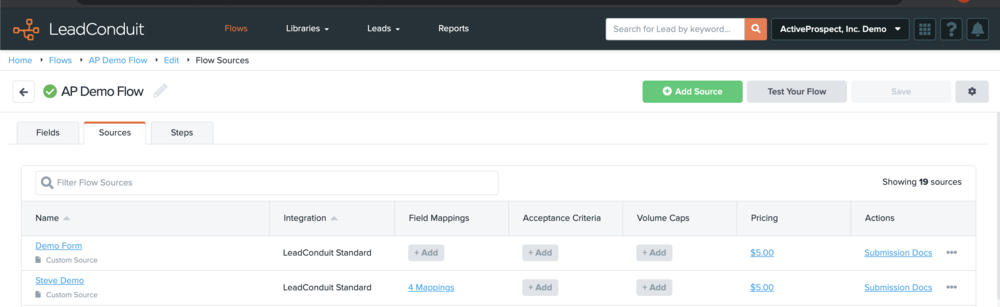 LeadConduit Flows Libraries Leads Reports Search for Lead by keyword... ActiveProspect, Inc. Demo ?
Home Flows AP Demo Flow Edit Flow Sources
AP Demo Flow Add Source Test Your Flow Save
Fields Sources Steps
Filter Flow Sources Showing 19 sources
Name Integration Field Mappings Acceptance Criteria Volume Caps Pricing Actions
Demo Form LeadConduit Standard + Add + Add + Add $5.00 Submission Docs •••
Custom Source
Steve Demo LeadConduit Standard 4 Mappings + Add + Add $5.00 Submission Docs •••
Custom Source